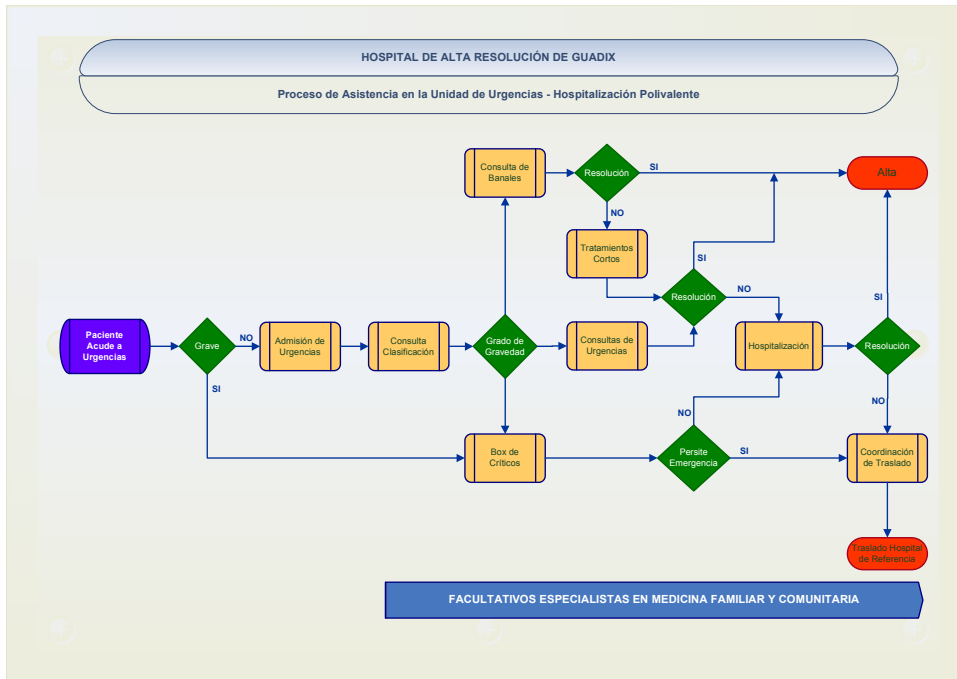 HOSPITAL DE ALTA RESOLUCIÓN DE GUADIX
Proceso de Asistencia en la Unidad de Urgencias - Hospitalización Polivalente
Consulta de
Banales
Resolución
SI
Alta
NO
Tratamientos
Cortos
SI
Resolución
NO
SI
Paciente
Acude a
Urgencias
Grave
NO
Admisión de
Urgencias
Consulta
Clasificación
Grado de
Gravedad
Consultas de
Urgencias
Hospitalización
Resolución
SI
NO
NO
Box de
Críticos
Persite
Emergencia
SI
Coordinación
de Traslado
Traslado Hospital
de Referencia
FACULTATIVOS ESPECIALISTAS EN MEDICINA FAMILIAR Y COMUNITARIA